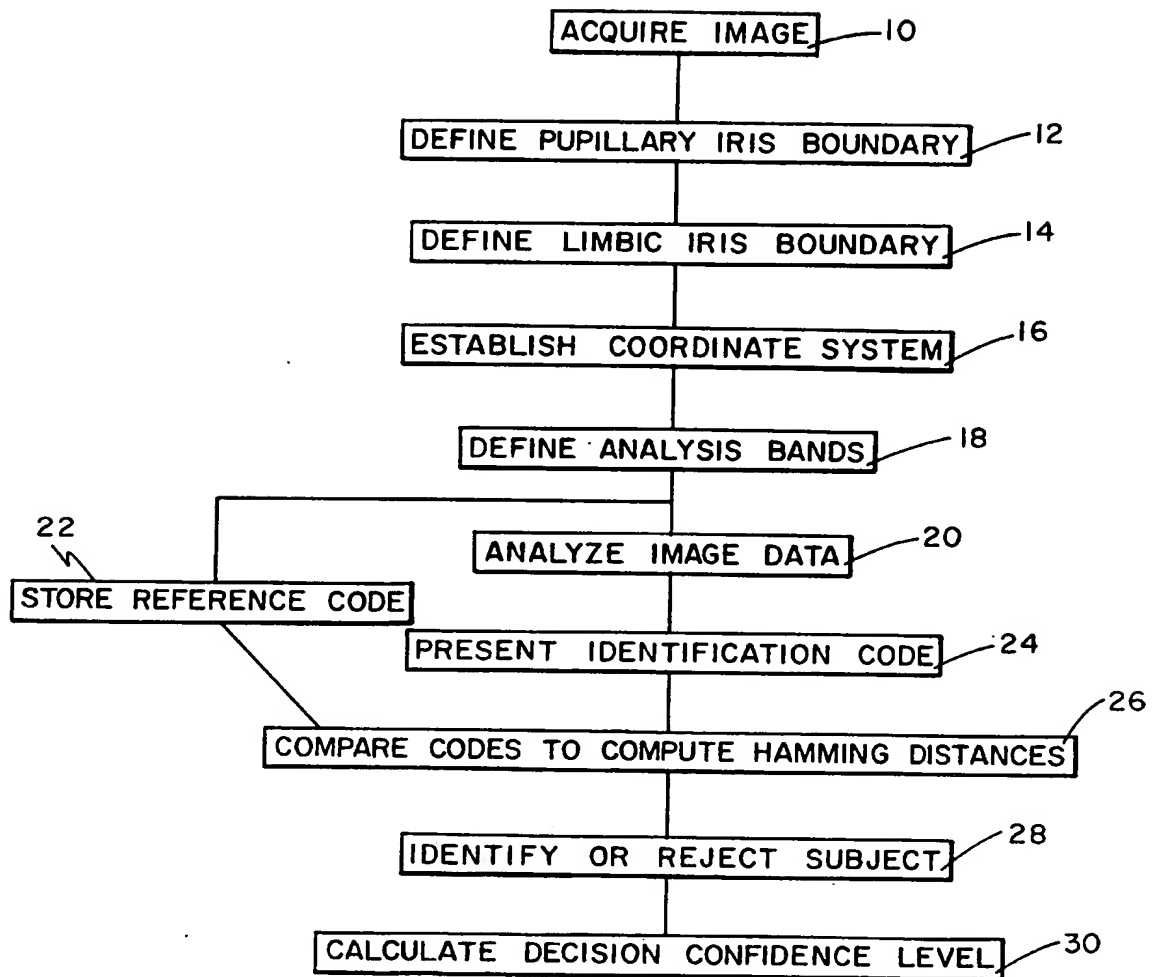 ACQUIRE IMAGE 10
DEFINE PUPILLARY IRIS BOUNDARY 12
DEFINE LIMBIC IRIS BOUNDARY 14
ESTABLISH COORDINATE SYSTEM 16
DEFINE ANALYSIS BANDS 18
22
ANALYZE IMAGE DATA 20
STORE REFERENCE CODE
PRESENT IDENTIFICATION CODE 24
26
COMPARE CODES TO COMPUTE HAMMING DISTANCES
IDENTIFY OR REJECT SUBJECT 28
CALCULATE DECISION CONFIDENCE LEVEL 30